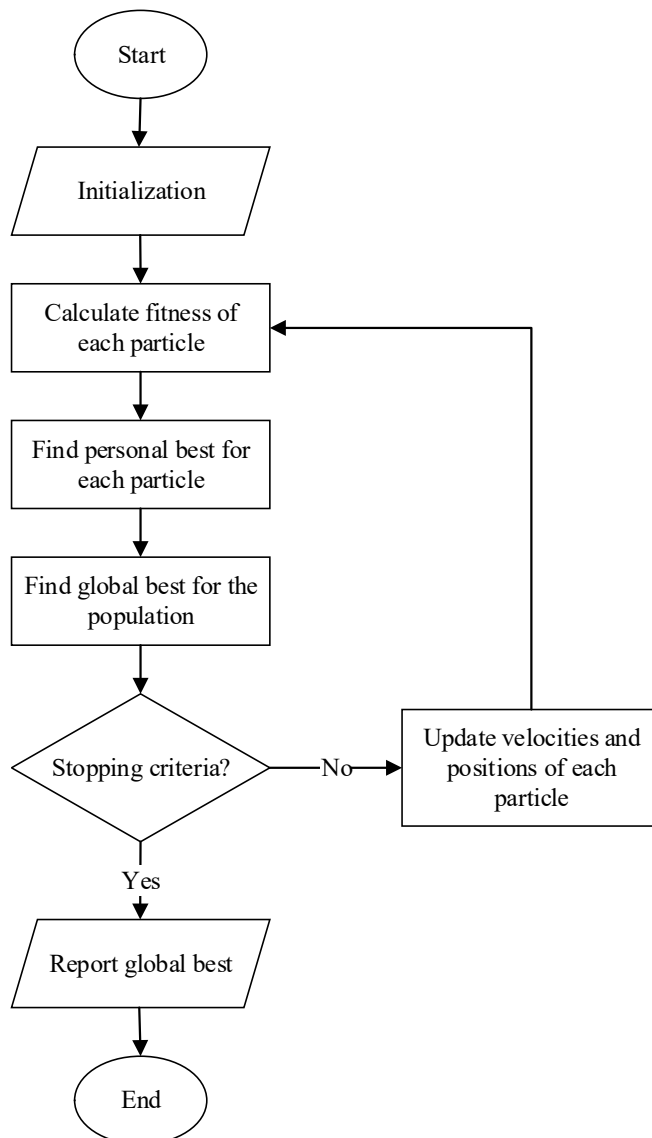 Start
Initialization
Calculate fitness of
each particle
Find personal best for
each particle
Find global best for the
population
Stopping criteria?
No
Update velocities and
positions of each
particle
Yes
Report global best
End